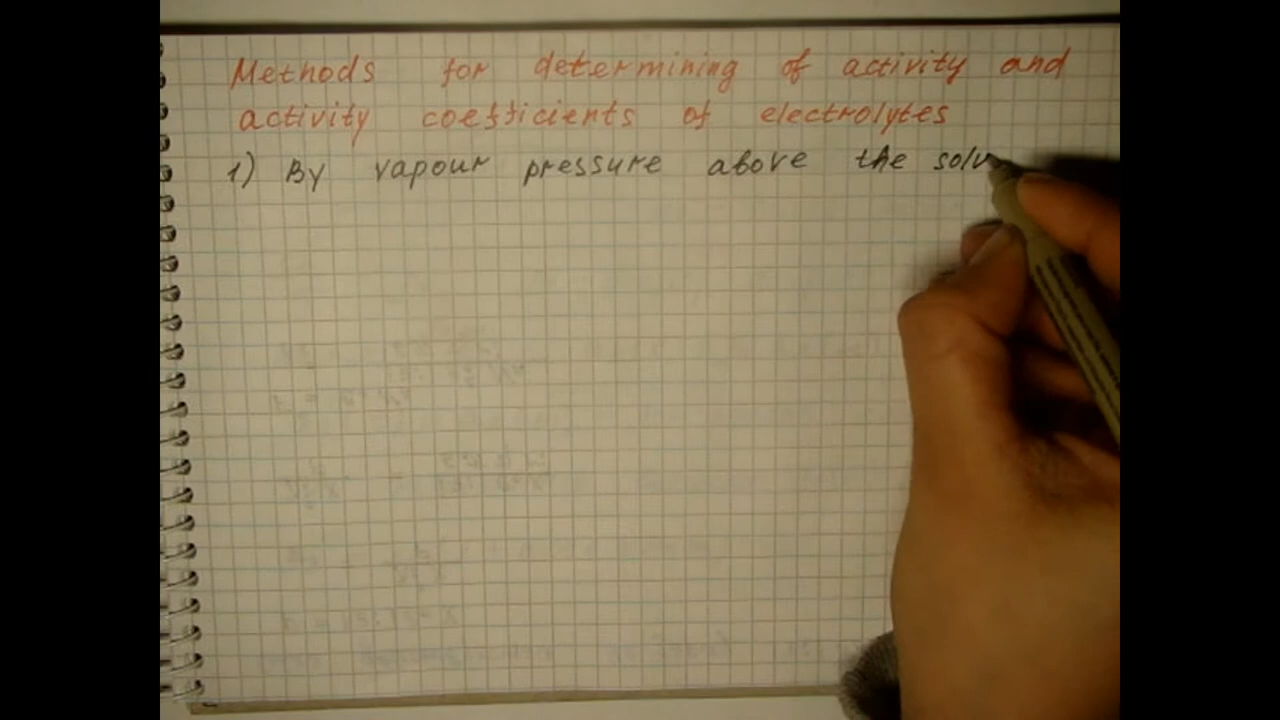 Methods for determining of activity and
activity coefficients of electrolytes
1) By vapour pressure above the solv